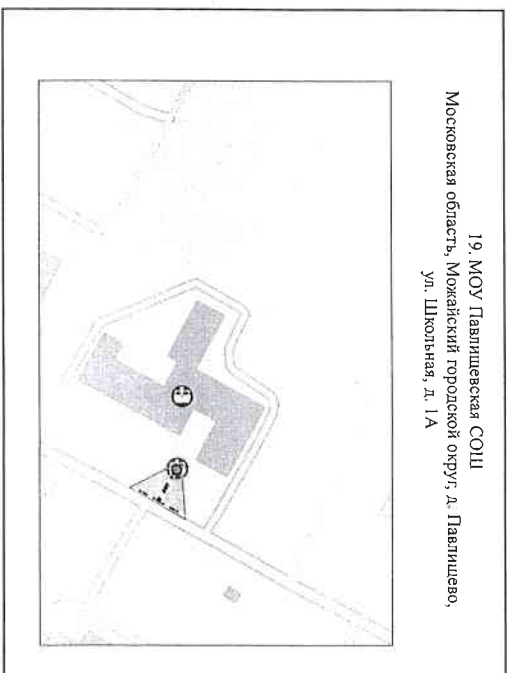 19. МОУ Павлищевская СОШ
Московская область, Можайский городской округ, д. Павлищево,
ул. Школьная, д. 1А